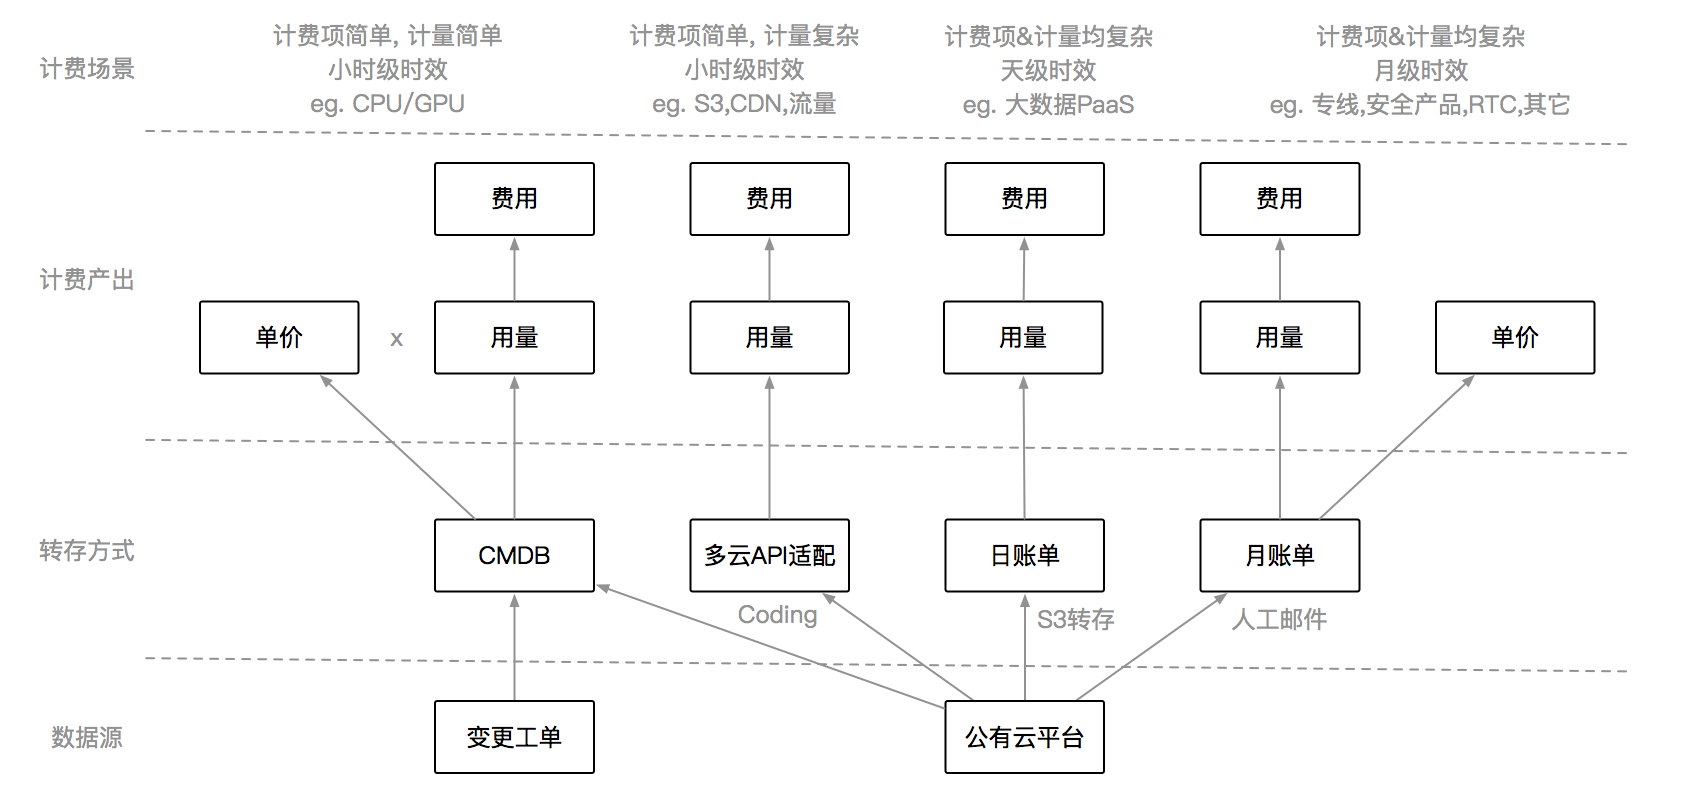 计费场景
计费项简单, 计量简单
小时级时效
eg. CPU/GPU
计费项简单, 计量复杂
小时级时效
eg. S3,CDN,流量
计费项&计量均复杂
天级时效
eg. 大数据PaaS
计费项&计量均复杂
月级时效
eg. 专线,安全产品,RTC,其它
计费产出
费用
费用
费用
费用
单价
x
用量
用量
用量
用量
单价
转存方式
CMDB
多云API适配
日账单
月账单
Coding
S3转存
人工邮件
数据源
变更工单
公有云平台